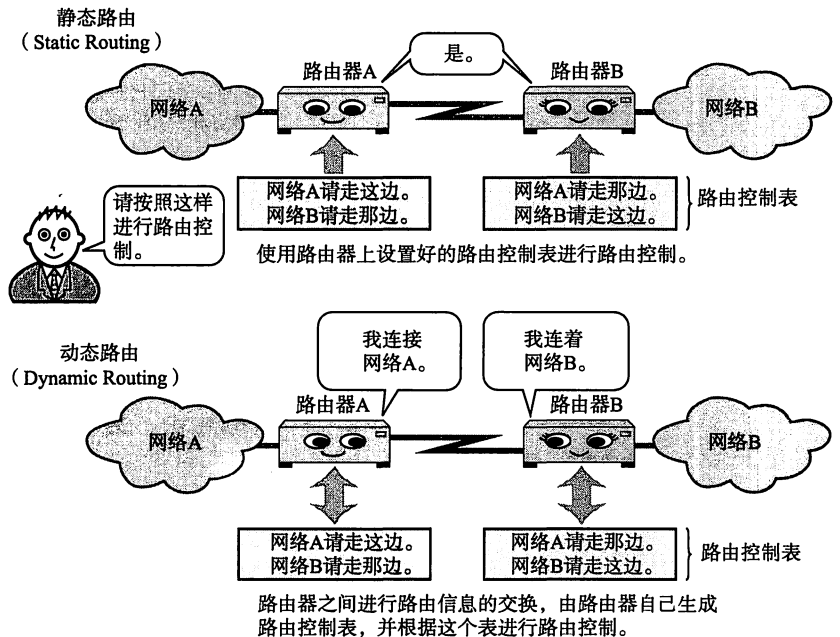 静态路由
（Static Routing）
路由器A
是。
路由器B
网络A
网络B
网络A请走这边。
网络B请走那边。
网络A请走那边。
网络B请走这边。
路由控制表
请按照这样
进行路由控
制。
使用路由器上设置好的路由控制表进行路由控制。
动态路由
（Dynamic Routing）
我连接
网络A。
我连着
网络B。
路由器A
路由器B
网络A
网络B
网络A请走这边。
网络B请走那边。
网络A请走那边。
网络B请走这边。
路由控制表
路由器之间进行路由信息的交换，由路由器自己生成
路由控制表，并根据这个表进行路由控制。